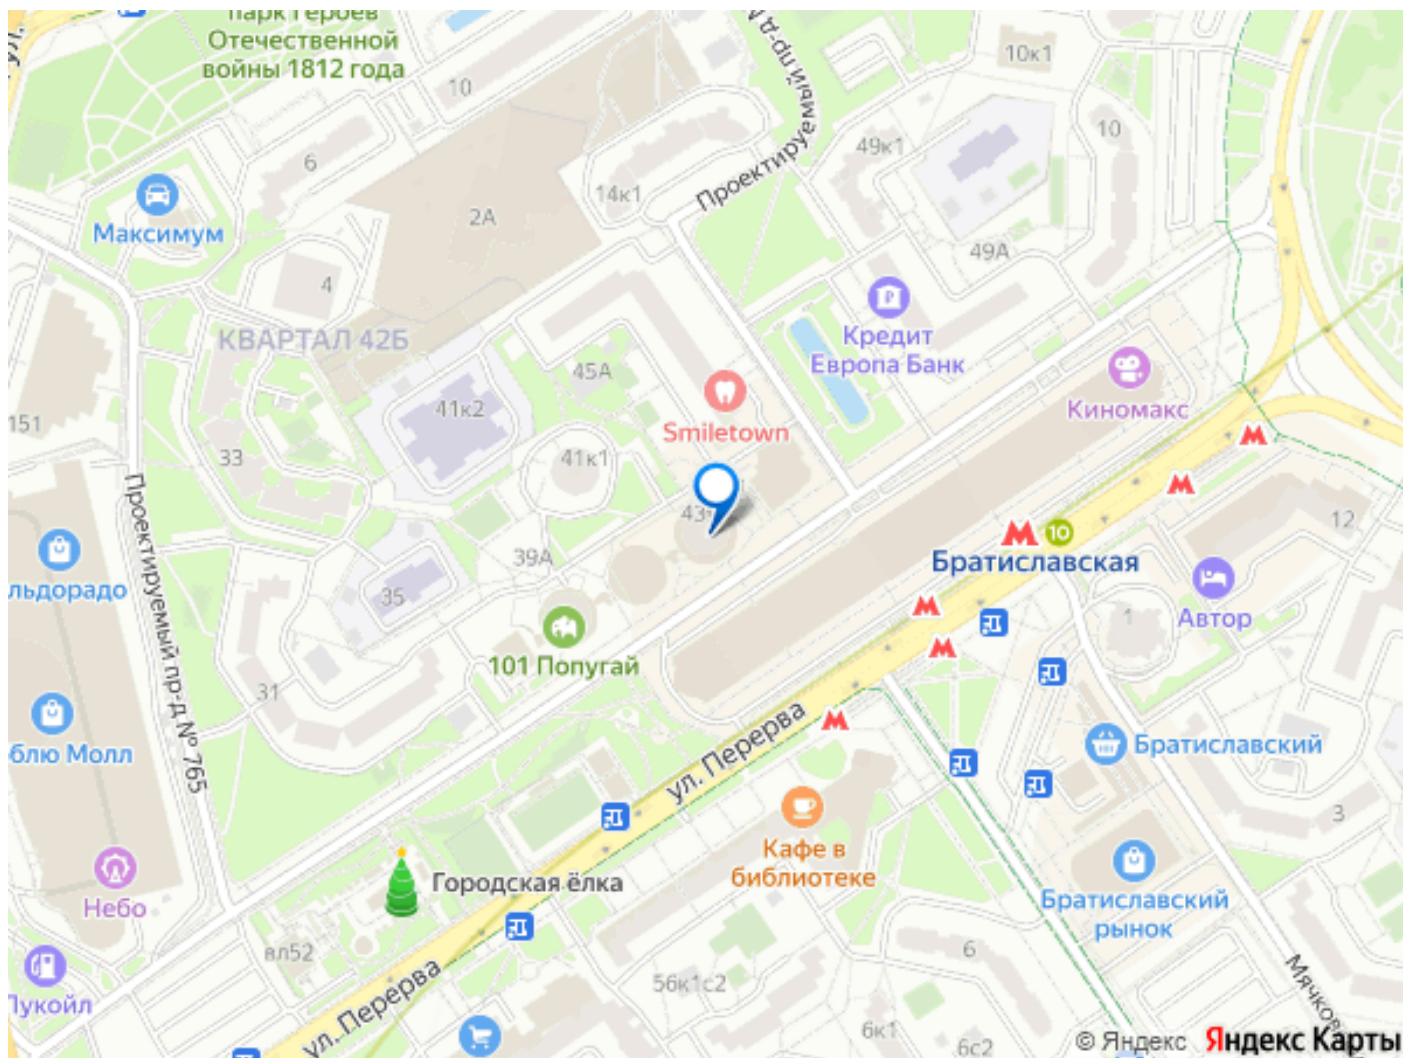 парк Героев
Отечественной
войны 1812 года
10к1
10
10
49к1
6
14к1
Проектируемый пр-д
2А
Максимум
49А
4
Кредит
Европа Банк
КВАРТАЛ 42Б
45А
Киномакс
41к2
151
Smiletown
33
41к1
43
12
10
Проектируемый пр-д № 765
39А
Братиславская
льдорадо
35
Автор
1
101 Попугай
31
ул. Перерва
блю Молл
Братиславский
3
Кафе в
библиотеке
Городская ёлка
Небо
Братиславский
рынок
вл52
6
56к1с2
Лукойл
ул. Перерва
Мячков
6к1
6с2
© Яндекс Яндекс Карты